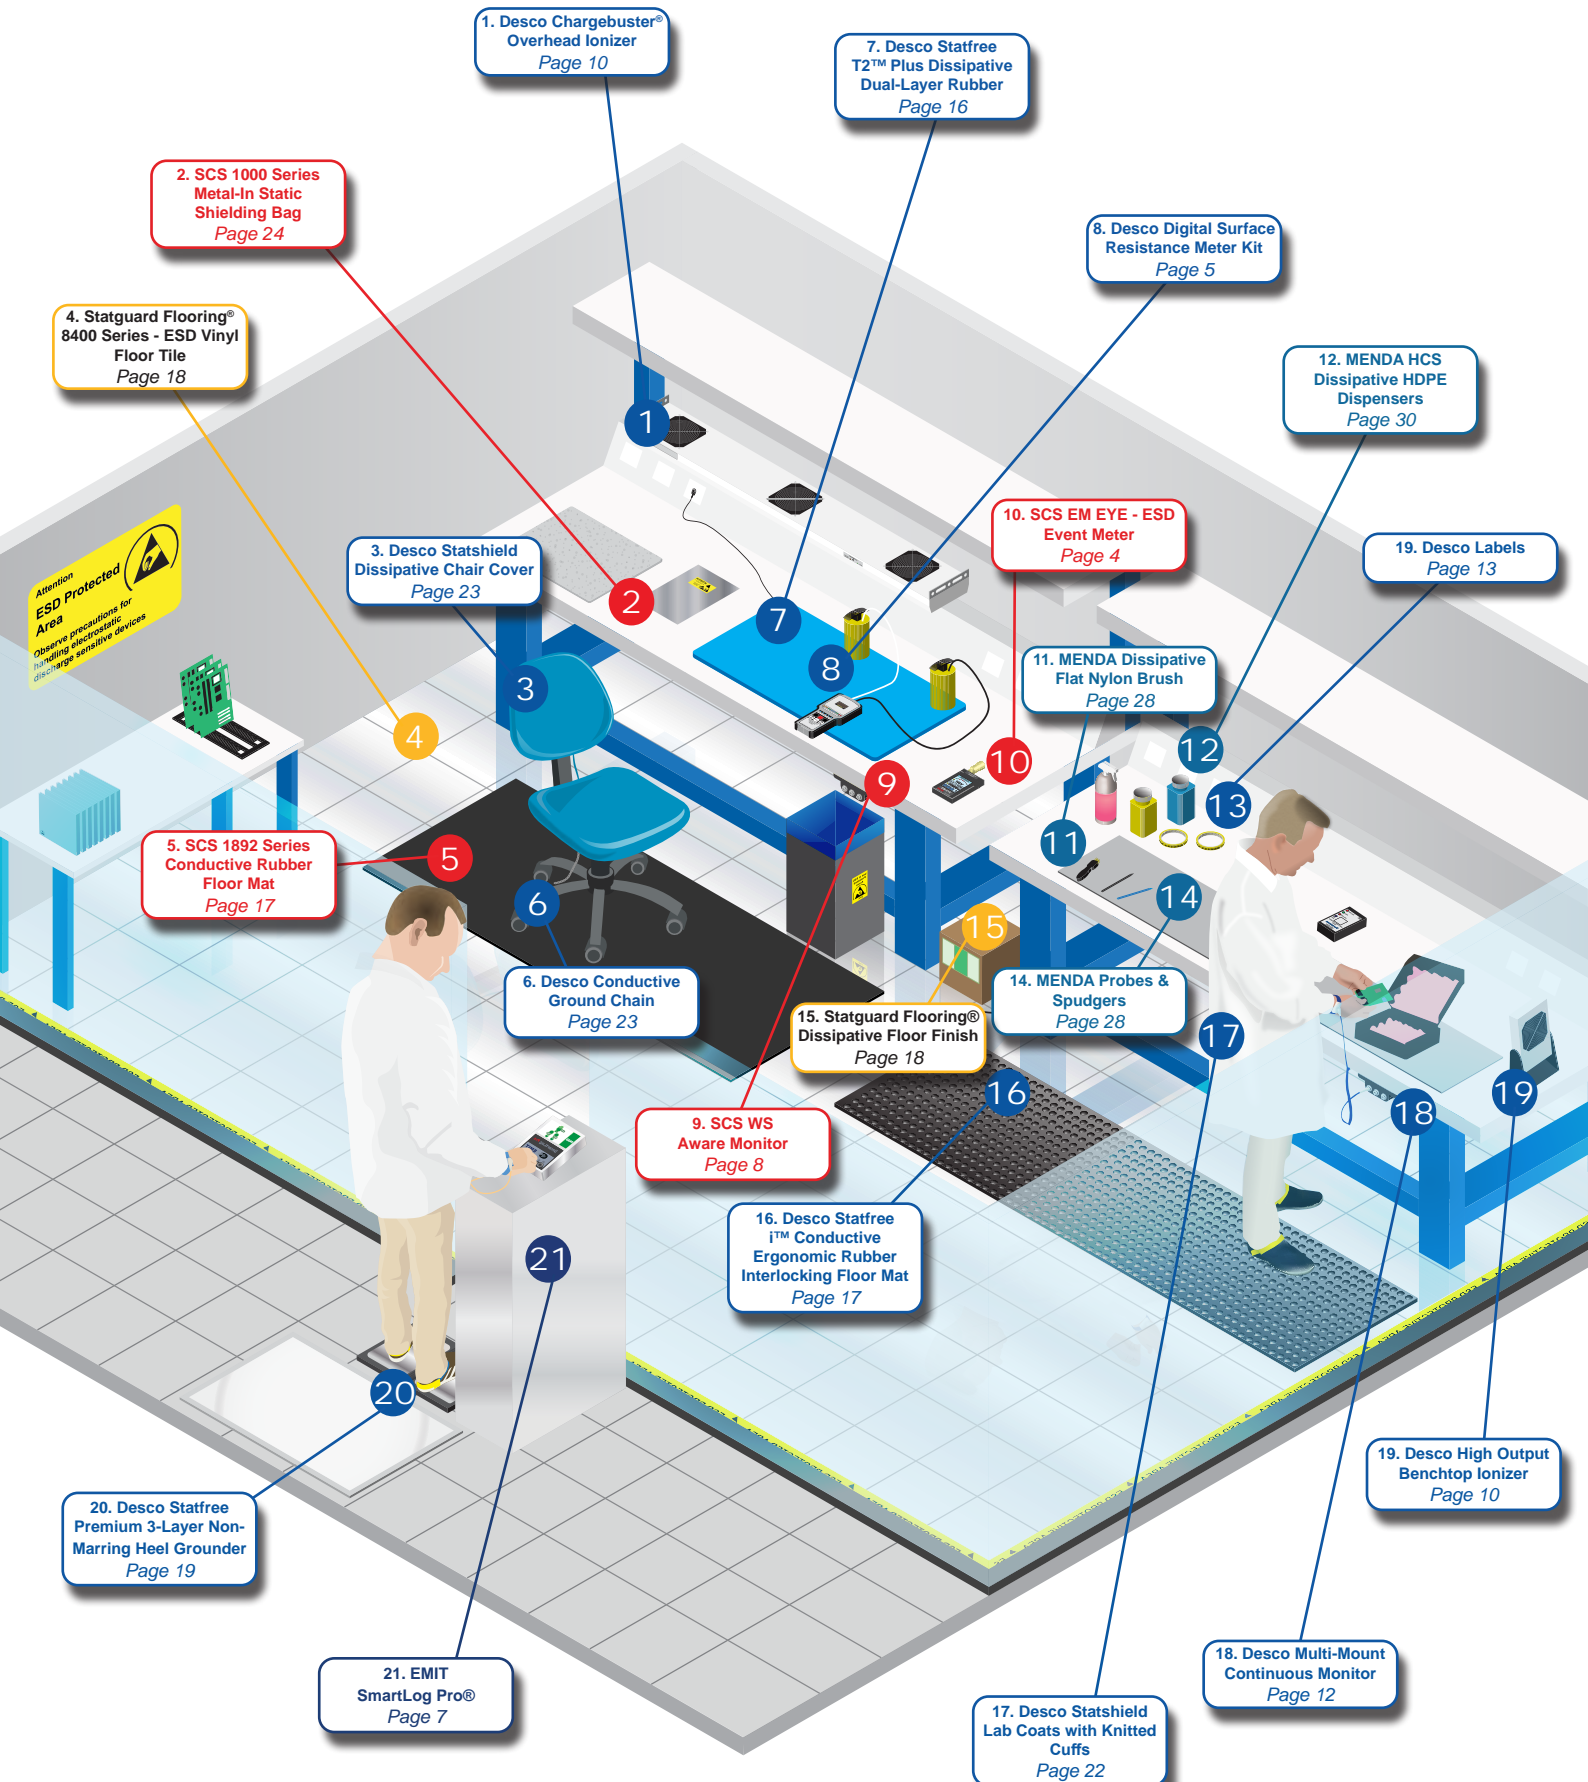 1. Desco Chargebuster®
Overhead Ionizer
Page 10
7. Desco Statfree
T2™ Plus Dissipative
Dual-Layer Rubber
Page 16
2. SCS 1000 Series
Metal-In Static
Shielding Bag
Page 24
8. Desco Digital Surface
Resistance Meter Kit
Page 5
4. Statguard Flooring®
8400 Series - ESD Vinyl
Floor Tile
Page 18
12. MENDA HCS
Dissipative HDPE
Dispensers
Page 30
1
10. SCS EM EYE - ESD
Event Meter
Page 4
19. Desco Labels
Page 13
3. Desco Statshield
Dissipative Chair Cover
Page 23
Attention
ESD Protected
Area
Observe precautions for
handling electrostatic
discharge sensitive devices
2
7
8
11. MENDA Dissipative
Flat Nylon Brush
Page 28
3
4
12
10
9
13
11
5. SCS 1892 Series
Conductive Rubber
Floor Mat
Page 17
5
6
14
15
6. Desco Conductive
Ground Chain
Page 23
14. MENDA Probes &
Spudgers
Page 28
15. Statguard Flooring®
Dissipative Floor Finish
Page 18
17
16
19
18
9. SCS WS
Aware Monitor
Page 8
16. Desco Statfree
i™ Conductive
Ergonomic Rubber
Interlocking Floor Mat
Page 17
21
20
19. Desco High Output
Benchtop Ionizer
Page 10
20. Desco Statfree
Premium 3-Layer Non-
Marring Heel Grounder
Page 19
21. EMIT
SmartLog Pro®
Page 7
18. Desco Multi-Mount
Continuous Monitor
Page 12
17. Desco Statshield
Lab Coats with Knitted
Cuffs
Page 22